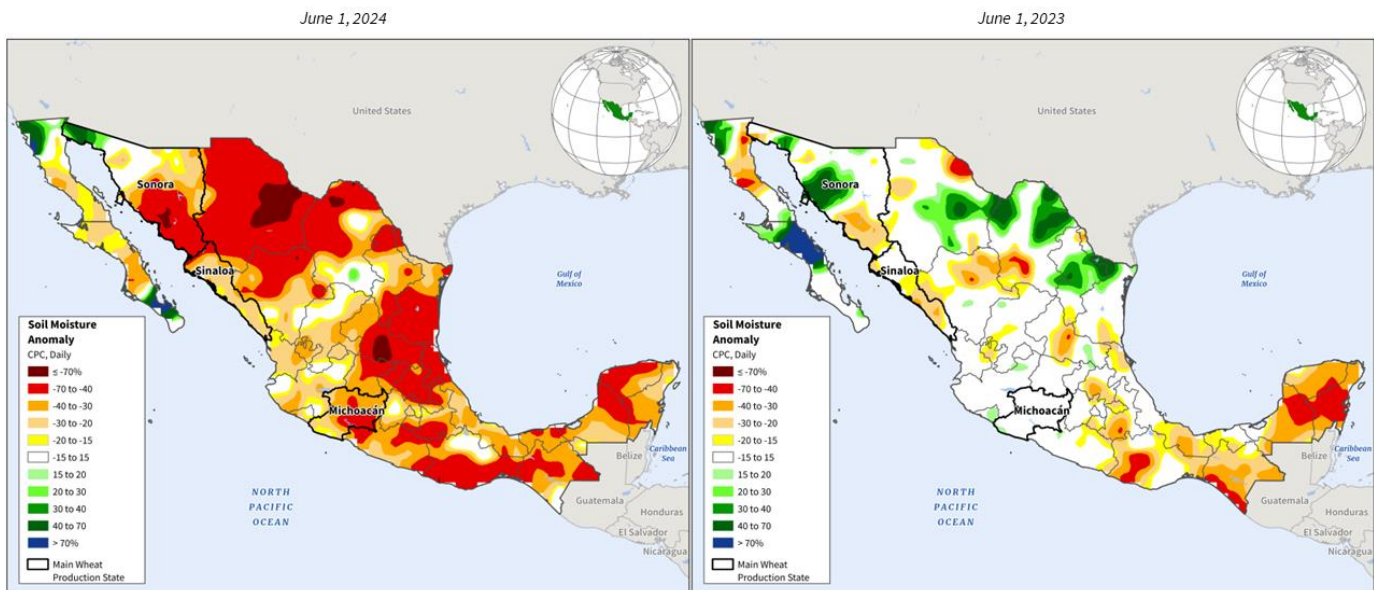 June 1, 2024
United States
Sonora
Sinaloa
Gulf of
Mexico
Michoacán
Belize
Caribbean
Sea
Guatemala
Honduras
El Salvador
Nicaragua
NORTH
PACIFIC
OCEAN
Soil Moisture
Anomaly
CPC, Daily
≤ -70%
-70 to -40
-40 to -30
-30 to -20
-20 to -15
-15 to 15
15 to 20
20 to 30
30 to 40
40 to 70
> 70%
Main Wheat
Production State
June 1, 2023
United States
Sonora
Sinaloa
Gulf of
Mexico
Michoacán
Belize
Caribbean
Sea
Guatemala
Honduras
El Salvador
Nicaragua
NORTH
PACIFIC
OCEAN
Soil Moisture
Anomaly
CPC, Daily
≤ -70%
-70 to -40
-40 to -30
-30 to -20
-20 to -15
-15 to 15
15 to 20
20 to 30
30 to 40
40 to 70
> 70%
Main Wheat
Production State